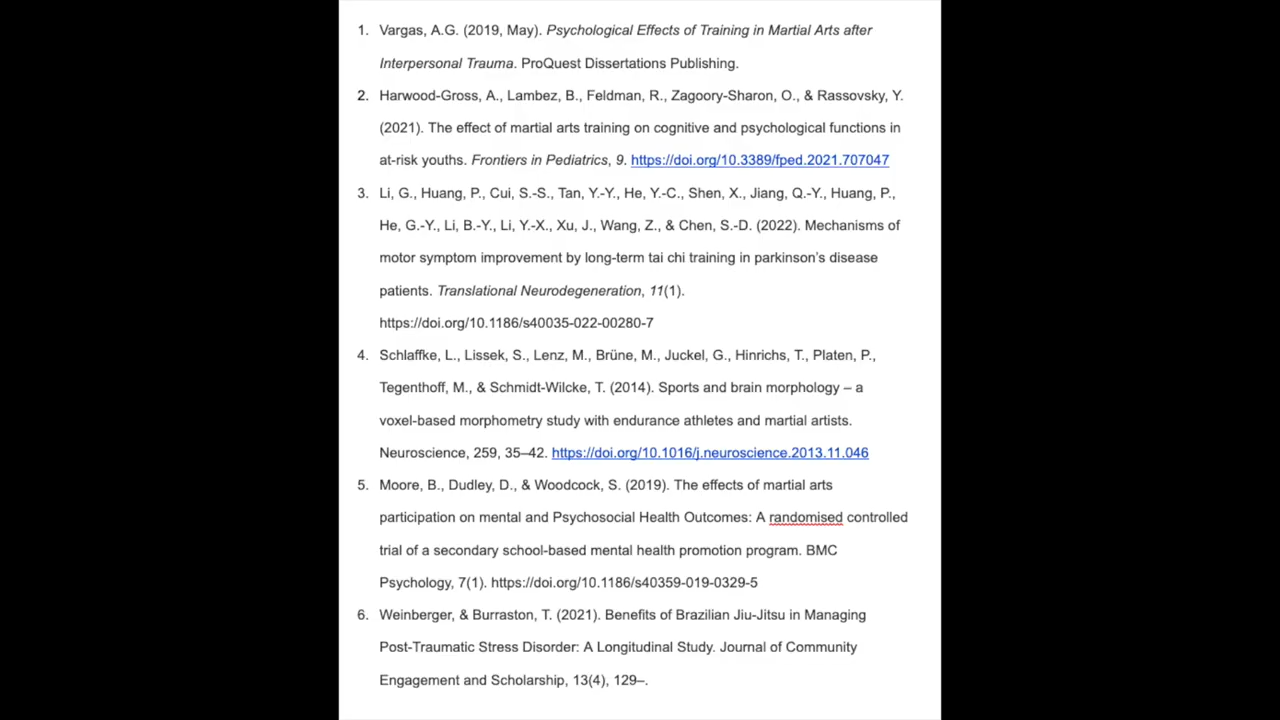 1. Vargas, A.G. (2019, May). Psychological Effects of Training in Martial Arts after
Interpersonal Trauma. ProQuest Dissertations Publishing.
2. Harwood-Gross, A., Lambez, B., Feldman, R., Zagoory-Sharon, O., & Rassovsky, Y.
(2021). The effect of martial arts training on cognitive and psychological functions in
at-risk youths. Frontiers in Pediatrics, 9. https://doi.org/10.3389/fped.2021.707047
3. Li, G., Huang, P., Cui, S.-S., Tan, Y.-Y., He, Y.-C., Shen, X., Jiang, Q.-Y., Huang, P.,
He, G.-Y., Li, B.-Y., Li, Y.-X., Xu, J., Wang, Z., & Chen, S.-D. (2022). Mechanisms of
motor symptom improvement by long-term tai chi training in parkinson’s disease
patients. Translational Neurodegeneration, 11(1).
https://doi.org/10.1186/s40035-022-00280-7
4. Schlaffke, L., Lissek, S., Lenz, M., Brüne, M., Juckel, G., Hinrichs, T., Platen, P.,
Tegenthoff, M., & Schmidt-Wilcke, T. (2014). Sports and brain morphology – a
voxel-based morphometry study with endurance athletes and martial artists.
Neuroscience, 259, 35–42. https://doi.org/10.1016/j.neuroscience.2013.11.046
5. Moore, B., Dudley, D., & Woodcock, S. (2019). The effects of martial arts
participation on mental and Psychosocial Health Outcomes: A randomised controlled
trial of a secondary school-based mental health promotion program. BMC
Psychology, 7(1). https://doi.org/10.1186/s40359-019-0329-5
6. Weinberger, & Burraston, T. (2021). Benefits of Brazilian Jiu-Jitsu in Managing
Post-Traumatic Stress Disorder: A Longitudinal Study. Journal of Community
Engagement and Scholarship, 13(4), 129–.